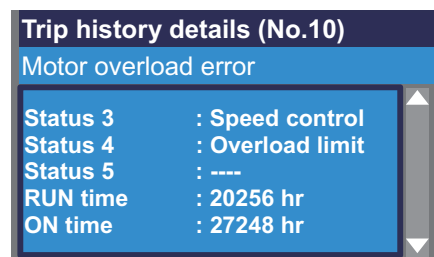 Trip history details (No.10)
Motor overload error
Status 3 : Speed control
Status 4 : Overload limit
Status 5 : ----
RUN time : 20256 hr
ON time : 27248 hr